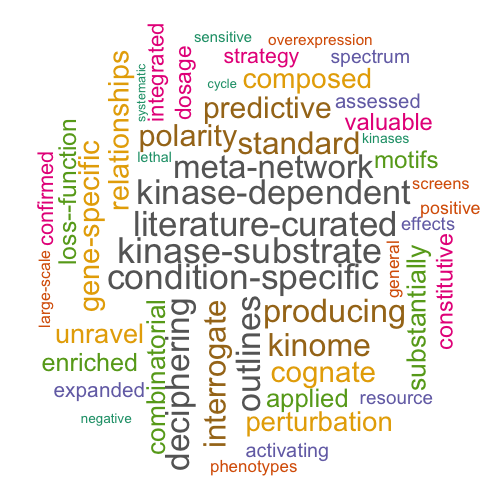 sensitive
overexpression
strategy
spectrum
integrated
dosage
systematic
cycle
composed
relationships
predictive
assessed
valuable
polarity
standard
kinases
lethal
meta-network
motifs
confirmed
loss--function
gene-specific
kinase-dependent
screens
literature-curated
positive
effects
kinase-substrate
condition-specific
large-scale
general
substantially
constitutive
deciphering
combinatorial
interrogate
outlines
producing
unravel
kinome
enriched
cognate
expanded
applied
resource
negative
perturbation
activating
phenotypes